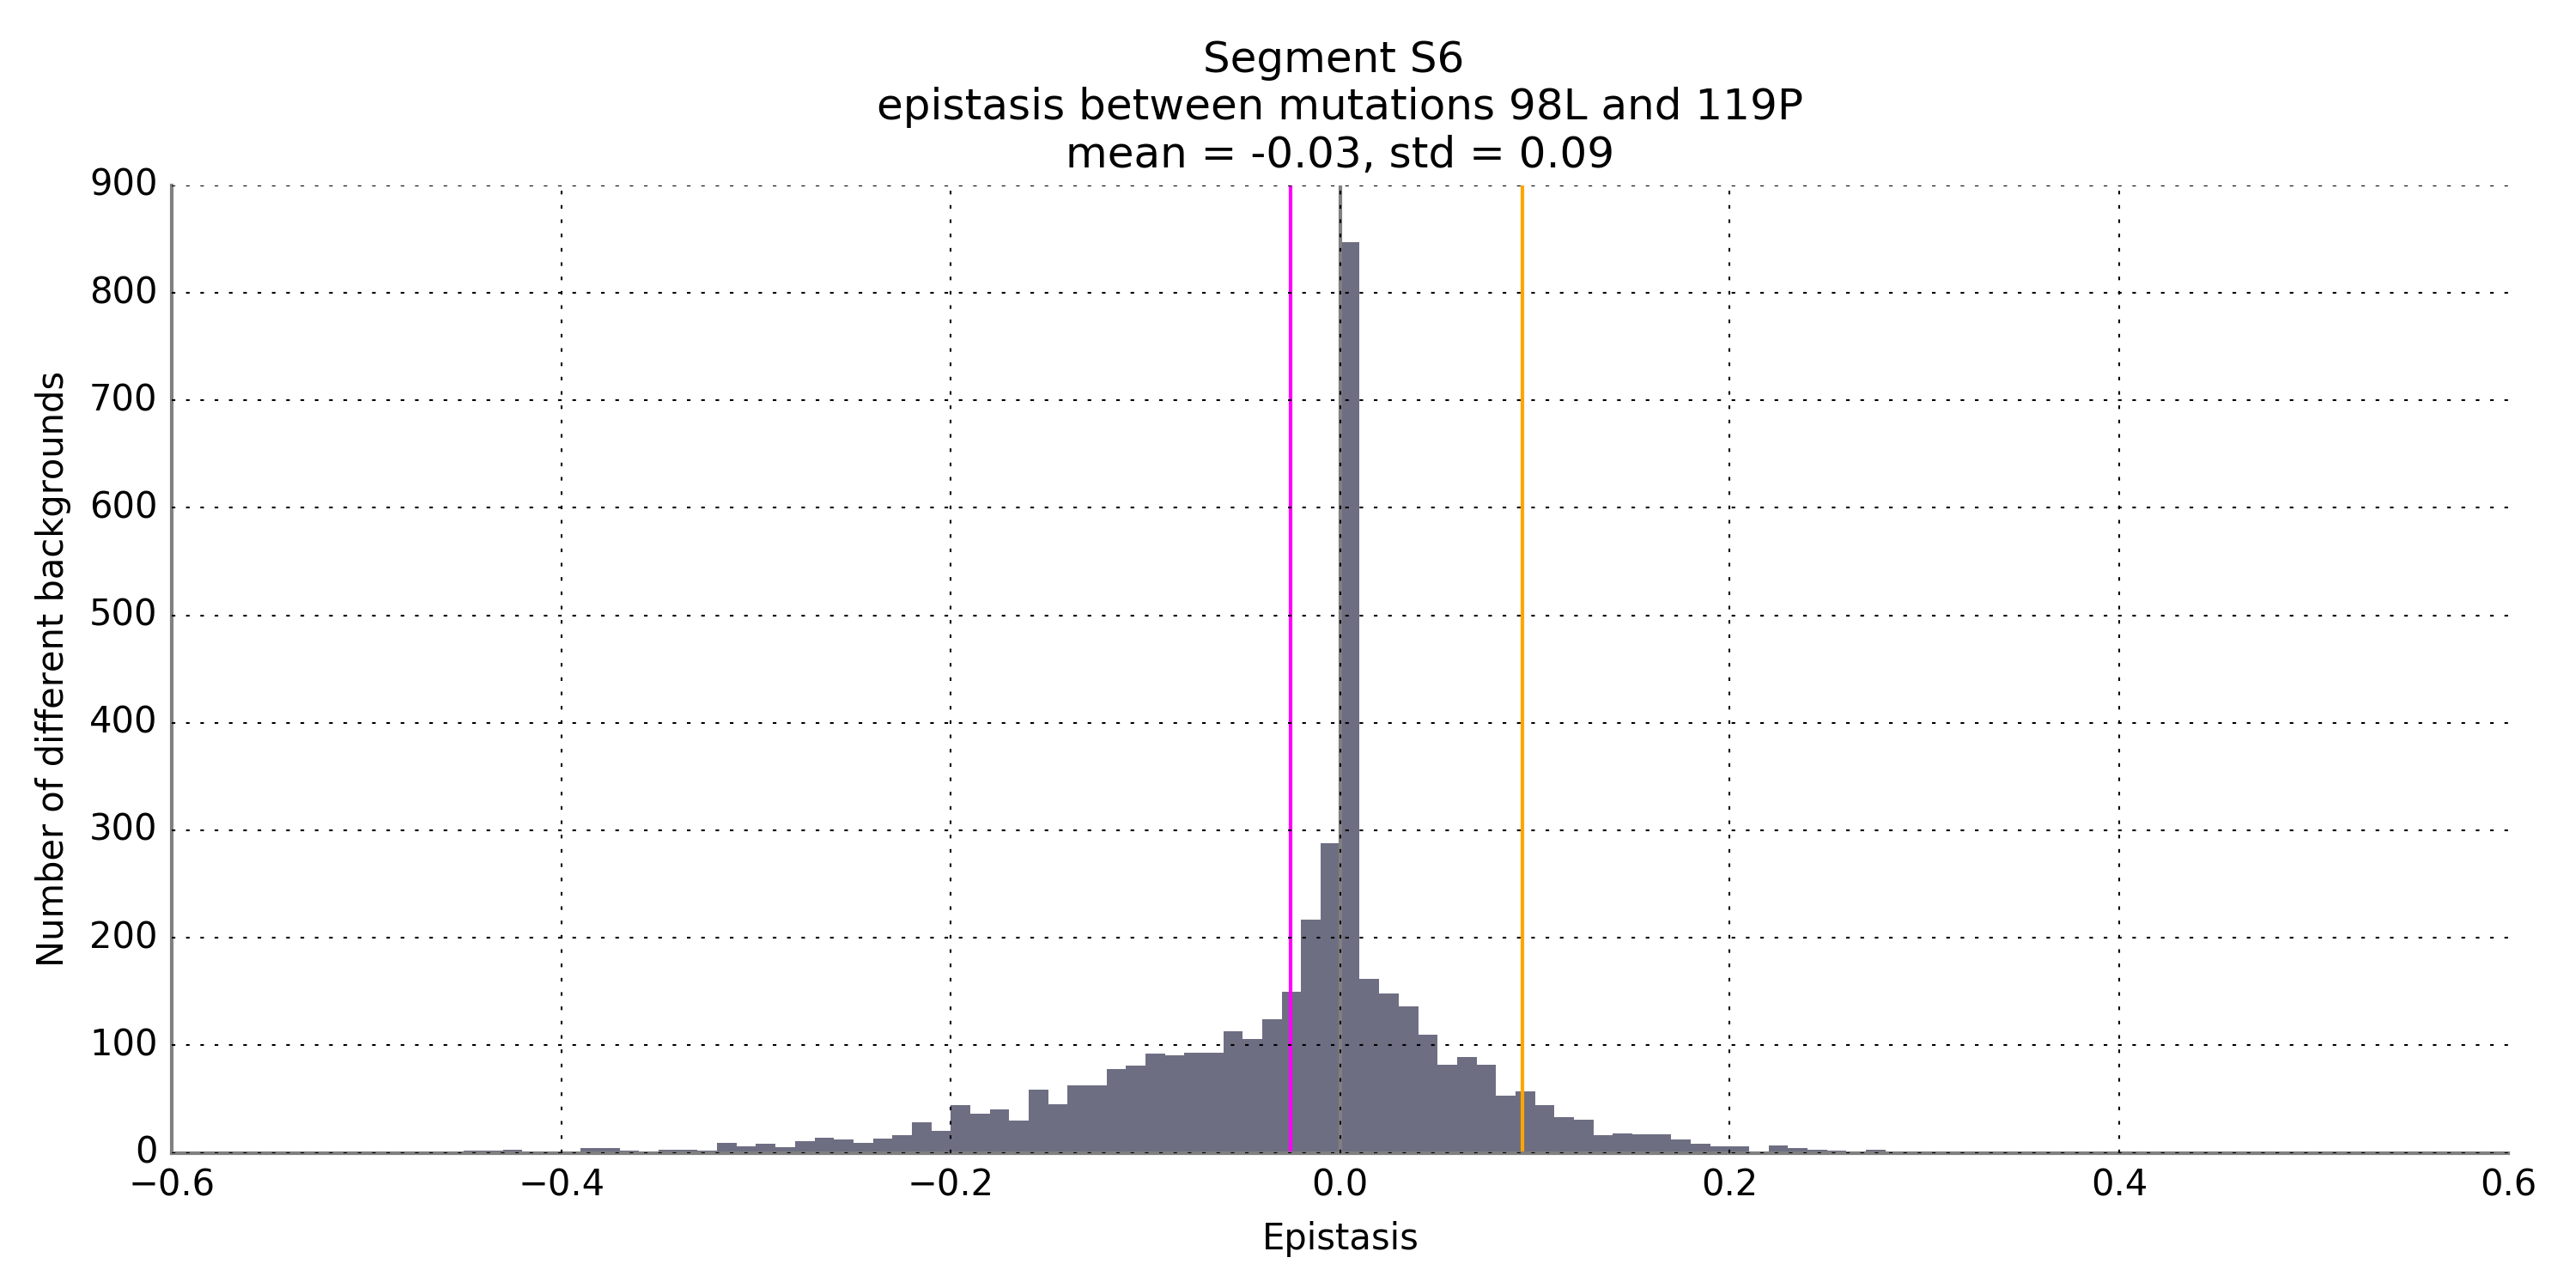 Segment S6
epistasis between mutations 98L and 119P
mean = -0.03, std = 0.09
900
800
700
600
500
400
300
200
100
0
Number of different backgrounds
−0.6 −0.4 −0.2 0.0 0.2 0.4 0.6
Epistasis